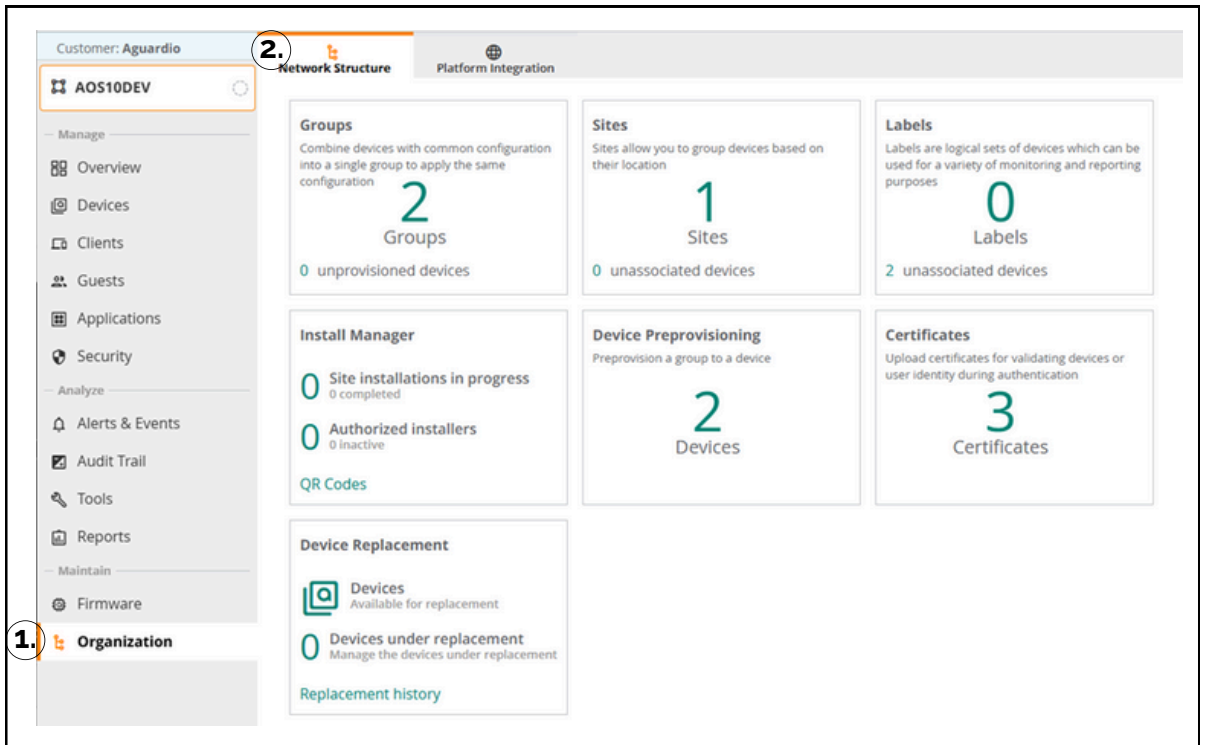 Customer: Aguardio
AOS10DEV
Manage
Overview
Devices
Clients
Guests
Applications
Security
Analyze
Alerts & Events
Audit Trail
Tools
Reports
Maintain
Firmware
1.
Organization
2.
Network Structure
Platform Integration
Groups
Combine devices with common configuration
into a single group to apply the same
configuration
2
Groups
0 unprovisioned devices
Sites
Sites allow you to group devices based on
their location
1
Sites
0 unassociated devices
Labels
Labels are logical sets of devices which can be
used for a variety of monitoring and reporting
purposes
0
Labels
2 unassociated devices
Install Manager
0 Site installations in progress
0 completed
0 Authorized installers
0 inactive
QR Codes
Device Preprovisioning
Preprovision a group to a device
2
Devices
Certificates
Upload certificates for validating devices or
user identity during authentication
3
Certificates
Device Replacement
Devices
Available for replacement
0 Devices under replacement
Manage the devices under replacement
Replacement history